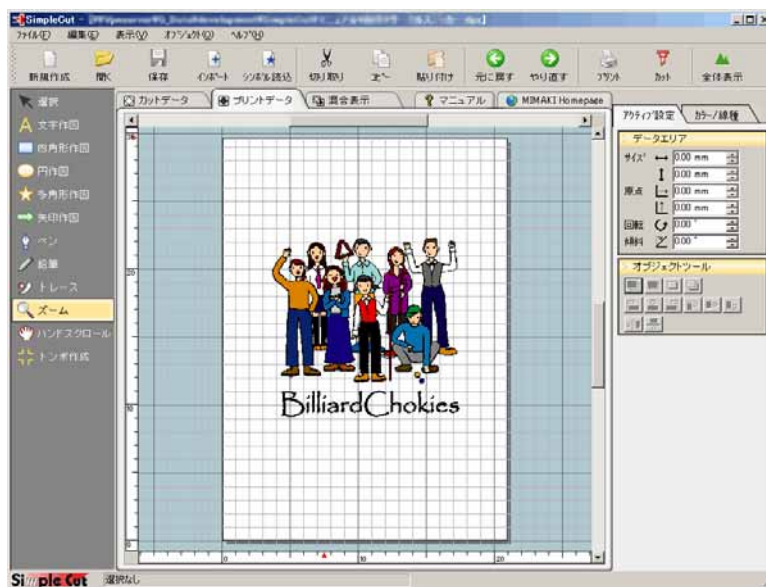 SimpleCut -
ファイル(F) 編集(E) 表示(V) オブジェクト(O) ヘルプ(H)
新規作成 開く 保存 インポート シンボル読込 切り取り コピー 貼り付け 元に戻す やり直す プリント カット 全体表示
カットデータ プリントデータ 混合表示 マニュアル MIMAKI Homepage
選択
文字作図
四角形作図
円作図
多角形作図
矢印作図
ペン
鉛筆
トレース
ズーム
ハンドスクロール
トンボ作成
アクティブ設定 カラー/線種
データエリア
サイズ 0.00 mm
0.00 mm
原点 0.00 mm
0.00 mm
回転 0.00 °
傾斜 0.00 °
オブジェクトツール
BilliardChokies
20
10
0
0 10 20
Simple Cut 選択なし